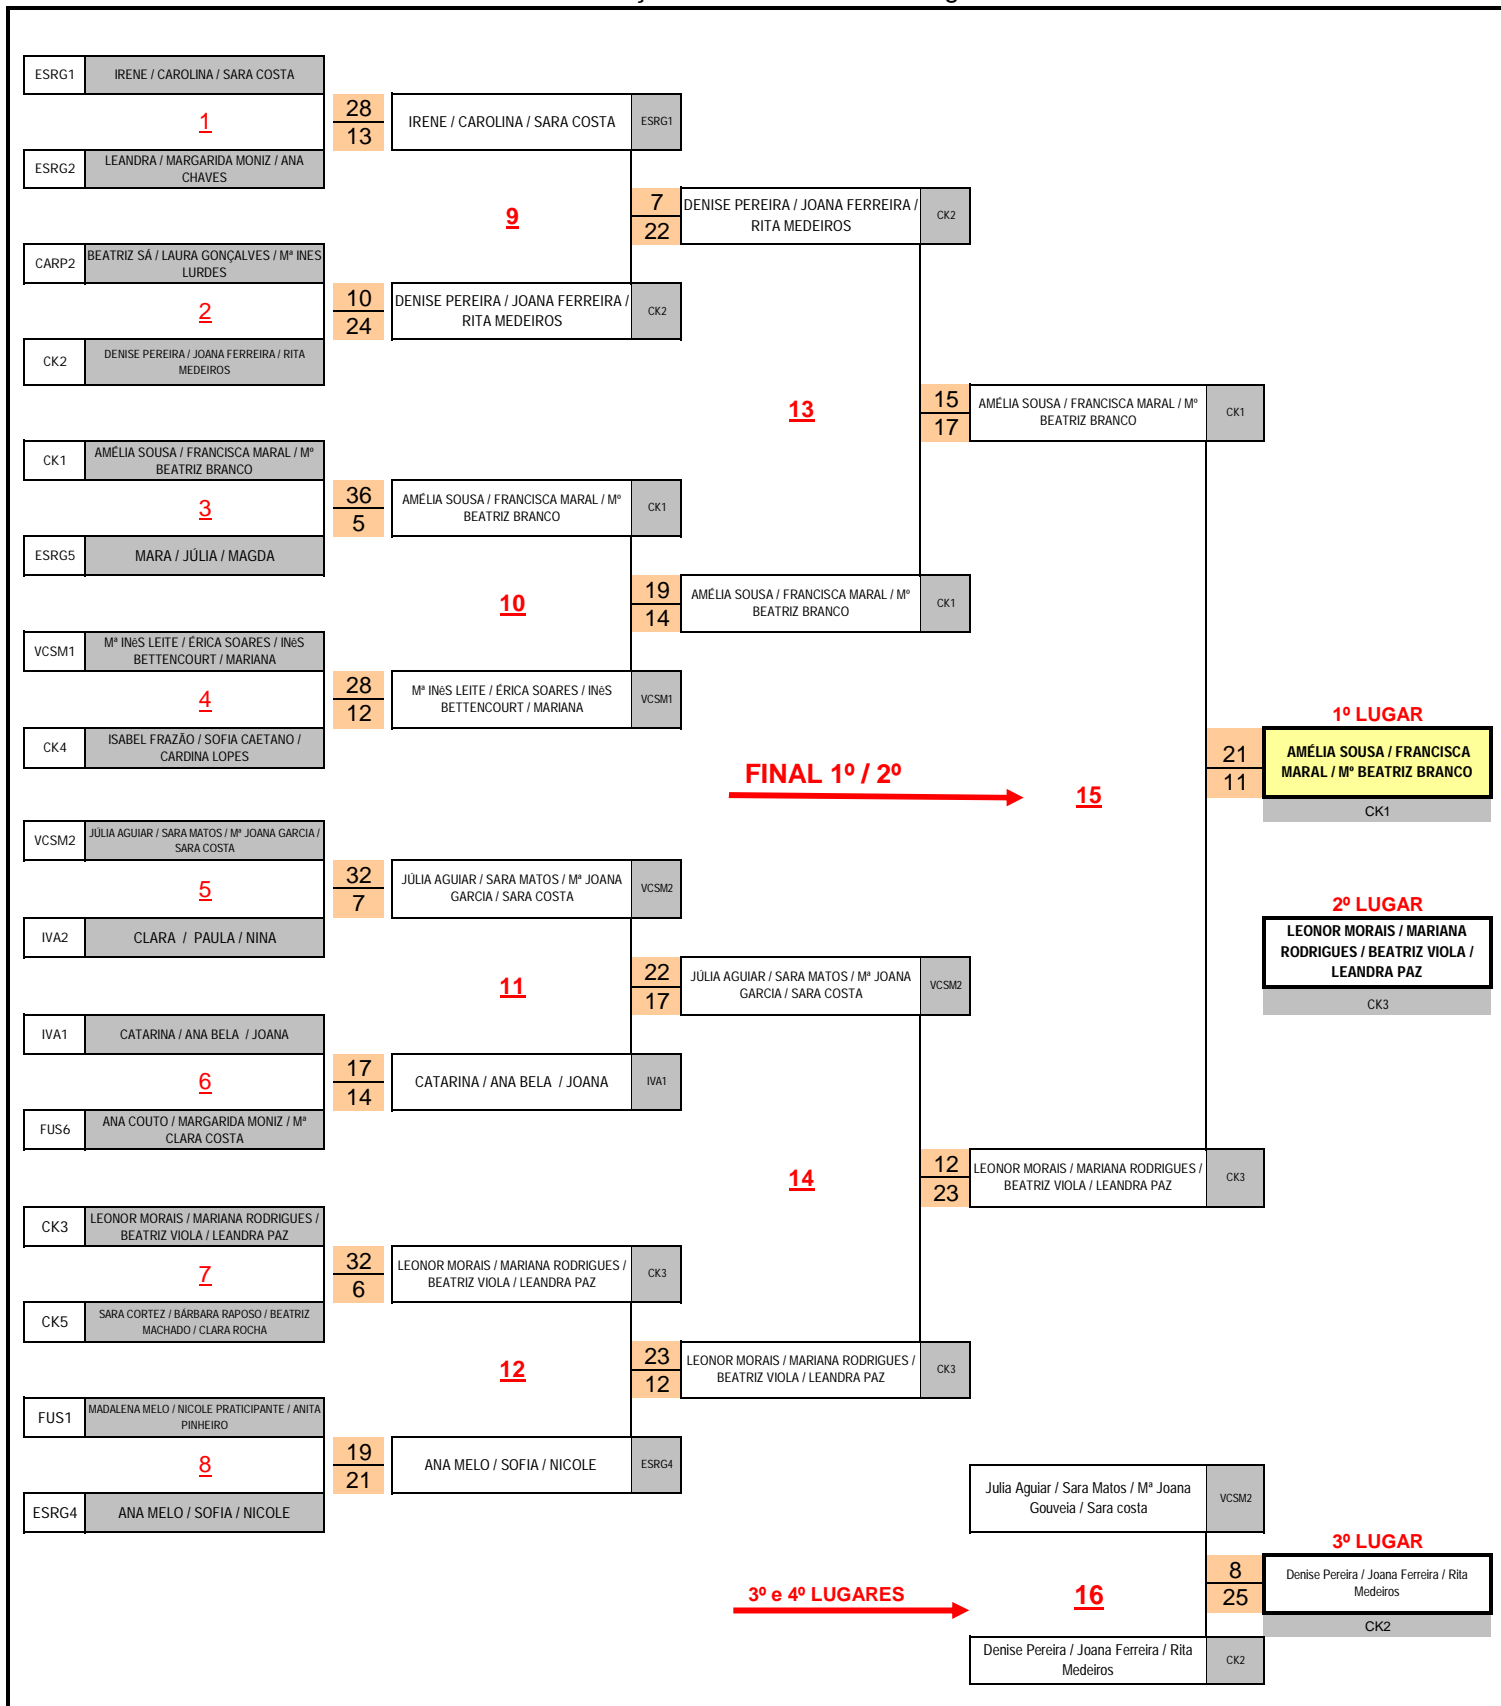 ESRG1
IRENE / CAROLINA / SARA COSTA
1
ESRG2
LEANDRA / MARGARIDA MONIZ / ANA
CHAVES
28
13
IRENE / CAROLINA / SARA COSTA
ESRG1
9
7
22
DENISE PEREIRA / JOANA FERREIRA /
RITA MEDEIROS
CK2
CARP2
BEATRIZ SÁ / LAURA GONÇALVES / Mª INES
LURDES
2
CK2
DENISE PEREIRA / JOANA FERREIRA / RITA
MEDEIROS
10
24
DENISE PEREIRA / JOANA FERREIRA /
RITA MEDEIROS
CK2
13
15
17
AMÉLIA SOUSA / FRANCISCA MARAL / Mº
BEATRIZ BRANCO
CK1
CK1
AMÉLIA SOUSA / FRANCISCA MARAL / Mº
BEATRIZ BRANCO
3
ESRG5
MARA / JÚLIA / MAGDA
36
5
AMÉLIA SOUSA / FRANCISCA MARAL / Mº
BEATRIZ BRANCO
CK1
10
19
14
AMÉLIA SOUSA / FRANCISCA MARAL / Mº
BEATRIZ BRANCO
CK1
VCSM1
Mª INêS LEITE / ÉRICA SOARES / INêS
BETTENCOURT / MARIANA
4
CK4
ISABEL FRAZÃO / SOFIA CAETANO /
CARDINA LOPES
28
12
Mª INêS LEITE / ÉRICA SOARES / INêS
BETTENCOURT / MARIANA
VCSM1
FINAL 1º / 2º
15
21
11
1º LUGAR
AMÉLIA SOUSA / FRANCISCA
MARAL / Mº BEATRIZ BRANCO
CK1
VCSM2
JÚLIA AGUIAR / SARA MATOS / Mª JOANA GARCIA /
SARA COSTA
5
IVA2
CLARA / PAULA / NINA
32
7
JÚLIA AGUIAR / SARA MATOS / Mª JOANA
GARCIA / SARA COSTA
VCSM2
2º LUGAR
LEONOR MORAIS / MARIANA
RODRIGUES / BEATRIZ VIOLA /
LEANDRA PAZ
CK3
11
22
17
JÚLIA AGUIAR / SARA MATOS / Mª JOANA
GARCIA / SARA COSTA
VCSM2
IVA1
CATARINA / ANA BELA / JOANA
6
FUS6
ANA COUTO / MARGARIDA MONIZ / Mª
CLARA COSTA
17
14
CATARINA / ANA BELA / JOANA
IVA1
14
12
23
LEONOR MORAIS / MARIANA RODRIGUES /
BEATRIZ VIOLA / LEANDRA PAZ
CK3
CK3
LEONOR MORAIS / MARIANA RODRIGUES /
BEATRIZ VIOLA / LEANDRA PAZ
7
CK5
SARA CORTEZ / BÁRBARA RAPOSO / BEATRIZ
MACHADO / CLARA ROCHA
32
6
LEONOR MORAIS / MARIANA RODRIGUES /
BEATRIZ VIOLA / LEANDRA PAZ
CK3
12
23
12
LEONOR MORAIS / MARIANA RODRIGUES /
BEATRIZ VIOLA / LEANDRA PAZ
CK3
FUS1
MADALENA MELO / NICOLE PRATICIPANTE / ANITA
PINHEIRO
8
ESRG4
ANA MELO / SOFIA / NICOLE
19
21
ANA MELO / SOFIA / NICOLE
ESRG4
Julia Aguiar / Sara Matos / Mª Joana
Gouveia / Sara costa
VCSM2
3º e 4º LUGARES
16
8
25
3º LUGAR
Denise Pereira / Joana Ferreira / Rita
Medeiros
CK2
Denise Pereira / Joana Ferreira / Rita
Medeiros
CK2